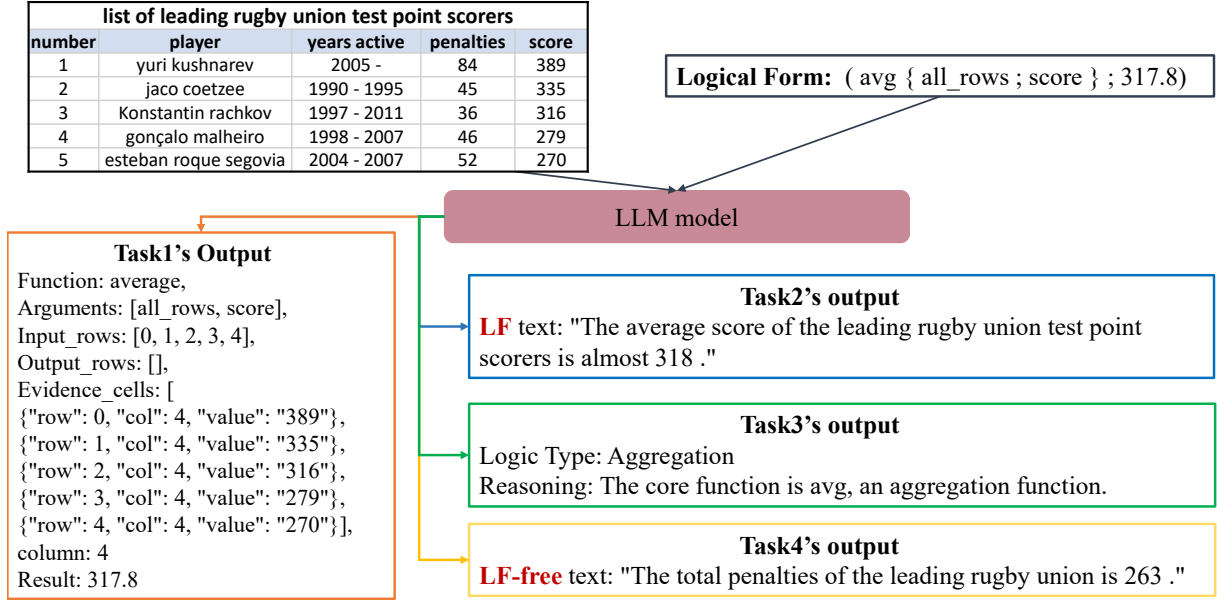 list of leading rugby union test point scorers
number player years active penalties score
1 yuri kushnarev 2005 - 84 389
2 jaco coetzee 1990 - 1995 45 335
3 Konstantin rachkov 1997 - 2011 36 316
4 gonçalo malheiro 1998 - 2007 46 279
5 esteban roque segovia 2004 - 2007 52 270
Logical Form: ( avg { all_rows ; score } ; 317.8)
LLM model
Task1's Output
Function: average,
Arguments: [all_rows, score],
Input_rows: [0, 1, 2, 3, 4],
Output_rows: [],
Evidence_cells: [
{"row": 0, "col": 4, "value": "389"},
{"row": 1, "col": 4, "value": "335"},
{"row": 2, "col": 4, "value": "316"},
{"row": 3, "col": 4, "value": "279"},
{"row": 4, "col": 4, "value": "270"}],
column: 4
Result: 317.8
Task2's output
LF text: "The average score of the leading rugby union test point
scorers is almost 318 ."
Task3's output
Logic Type: Aggregation
Reasoning: The core function is avg, an aggregation function.
Task4's output
LF-free text: "The total penalties of the leading rugby union is 263 ."